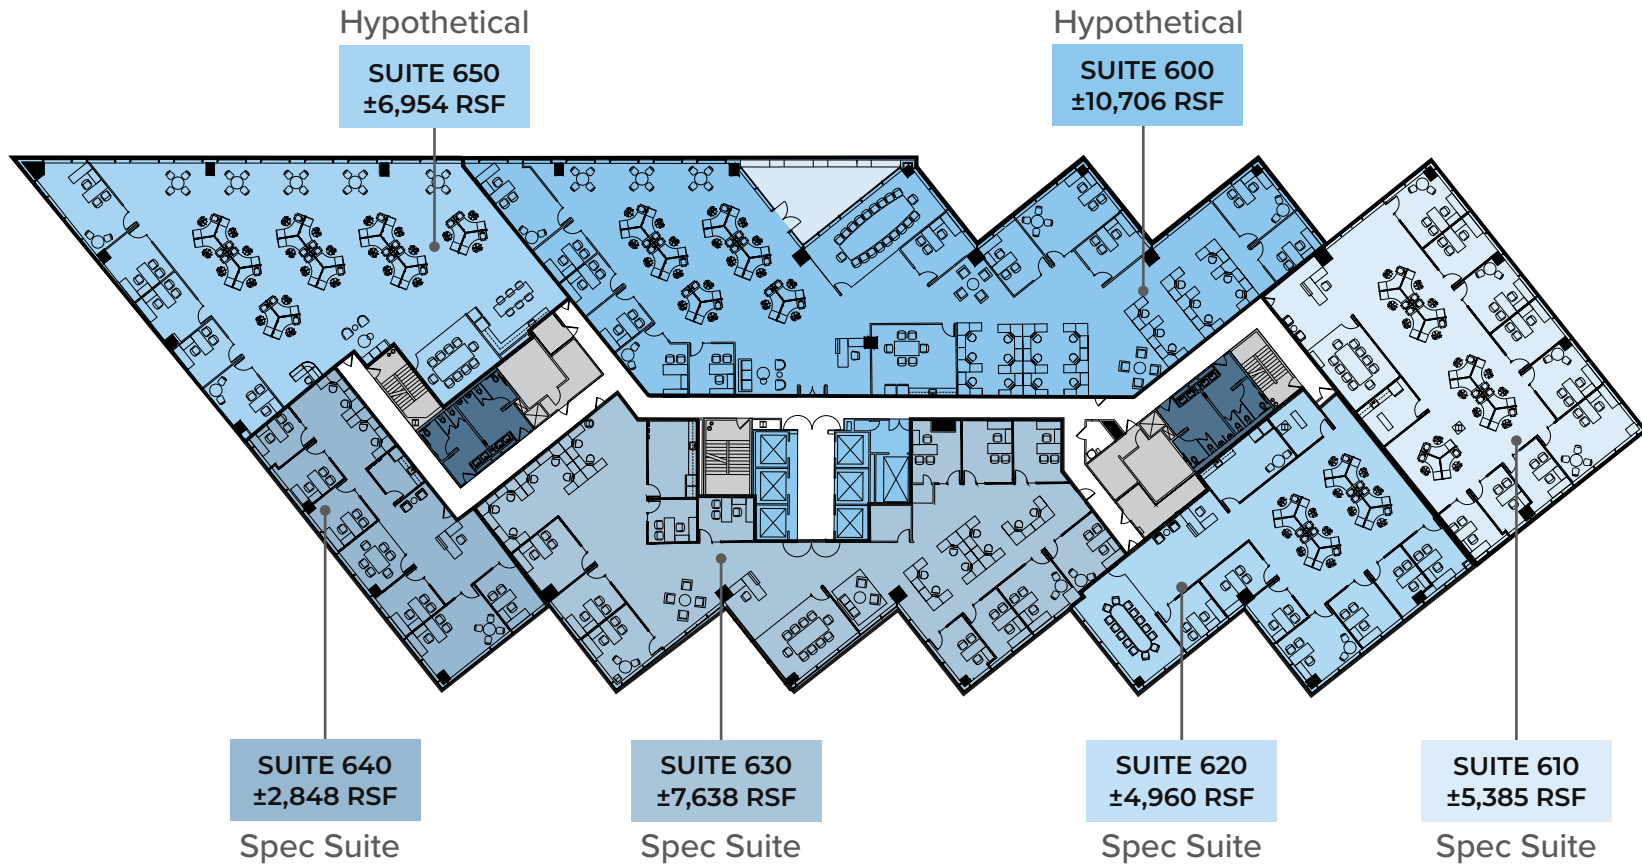 Hypothetical
SUITE 650
±6,954 RSF
Hypothetical
SUITE 600
±10,706 RSF
SUITE 640
±2,848 RSF
Spec Suite
SUITE 630
±7,638 RSF
Spec Suite
SUITE 620
±4,960 RSF
Spec Suite
SUITE 610
±5,385 RSF
Spec Suite